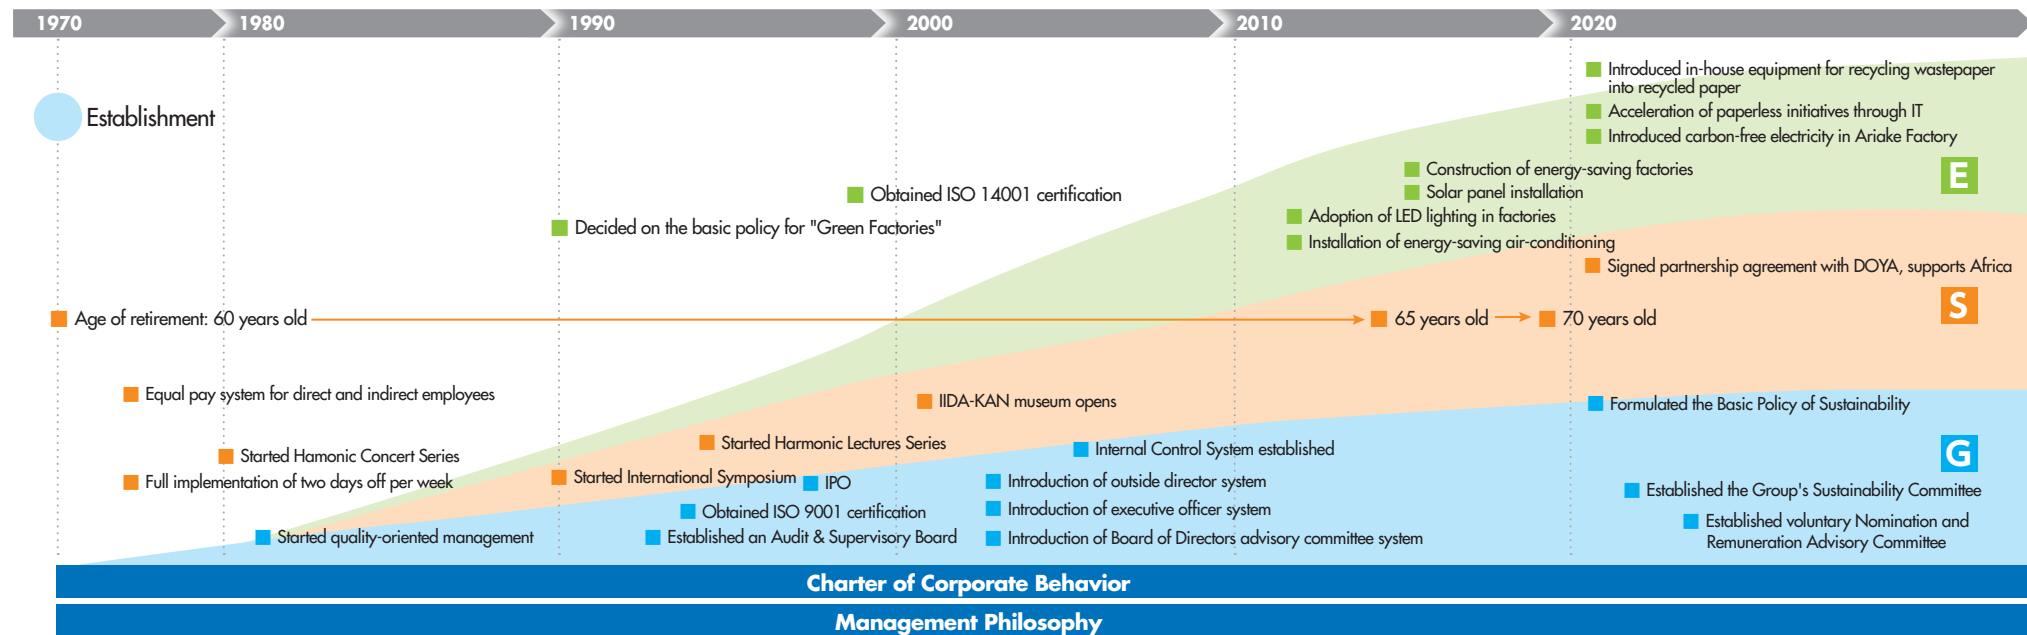 1970
1980
1990
2000
2010
2020
Establishment
Introduced in-house equipment for recycling wastepaper
into recycled paper
Acceleration of paperless initiatives through IT
Introduced carbon-free electricity in Ariake Factory
Construction of energy-saving factories
Solar panel installation
Obtained ISO 14001 certification
Adoption of LED lighting in factories
Decided on the basic policy for "Green Factories"
Installation of energy-saving air-conditioning
E
Signed partnership agreement with DOYA, supports Africa
Age of retirement: 60 years old
65 years old
70 years old
S
Equal pay system for direct and indirect employees
IIDA-KAN museum opens
Formulated the Basic Policy of Sustainability
Started Harmonic Lectures Series
Internal Control System established
Started Hamonic Concert Series
G
Started International Symposium
Full implementation of two days off per week
IPO
Introduction of outside director system
Established the Group's Sustainability Committee
Obtained ISO 9001 certification
Introduction of executive officer system
Established voluntary Nomination and
Remuneration Advisory Committee
Started quality-oriented management
Established an Audit & Supervisory Board
Introduction of Board of Directors advisory committee system
Charter of Corporate Behavior
Management Philosophy